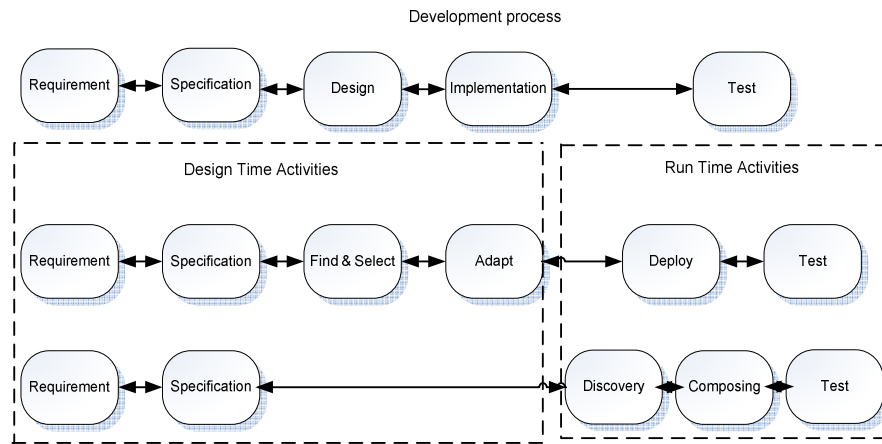 Development process
Requirement
Specification
Design
Implementation
Test
Design Time Activities
Run Time Activities
Requirement
Specification
Find & Select
Adapt
Deploy
Test
Requirement
Specification
Discovery
Composing
Test